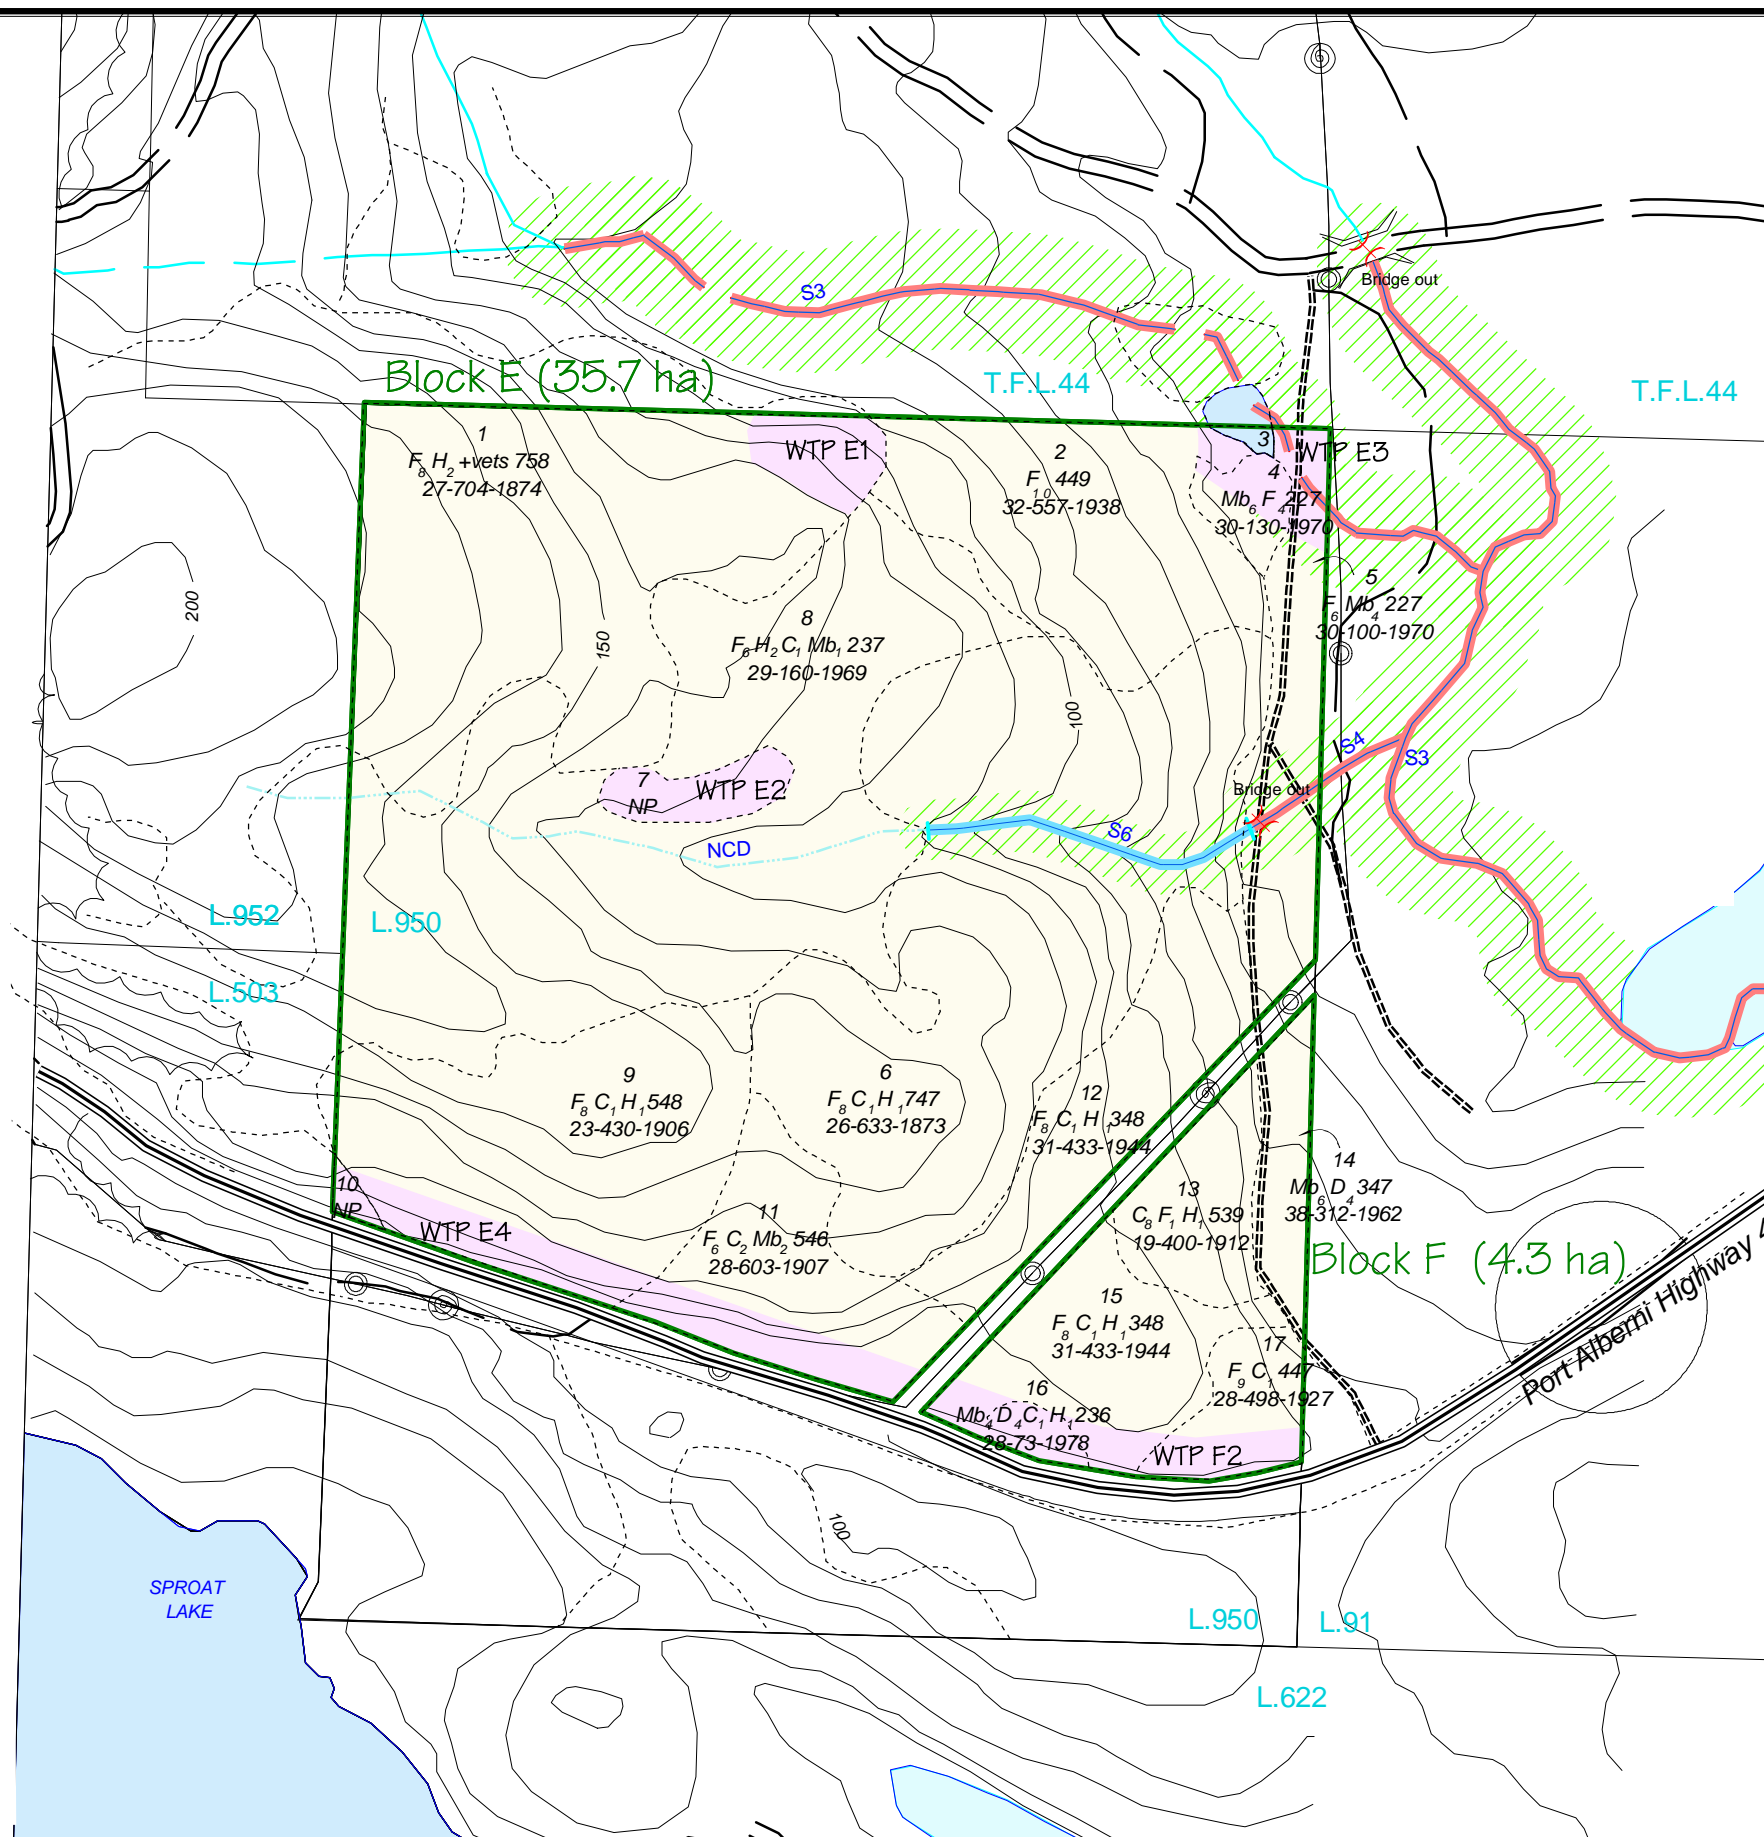 Bridge out
S3
Block E (35.7 ha)
T.F.L.44
T.F.L.44
1
F8 H2 +vets 758
27-704-1874
WTP E1
2
F10 449
32-557-1938
3
WTP E3
4
Mb6 F4 227
30-130-1970
5
F6 Mb4 227
30-100-1970
200
150
8
F6 H2 C1 Mb1 237
29-160-1969
100
S4
S3
7
NP
WTP E2
Bridge out
S6
NCD
L.952
L.950
L.503
9
F8 C1 H1 548
23-430-1906
6
F8 C1 H1 747
26-633-1873
12
F8 C1 H1 348
31-433-1944
14
Mb6 D4 347
38-312-1962
10
NP
WTP E4
11
F6 C2 Mb2 546
28-603-1907
13
C8 F1 H1 539
19-400-1912
Block F (4.3 ha)
Port Alberni Highway 4
15
F8 C1 H1 348
31-433-1944
17
F9 C1 447
28-498-1927
16
Mb4 D4 C1 H1 236
28-73-1978
WTP F2
100
SPROAT
LAKE
L.950
L.91
L.622